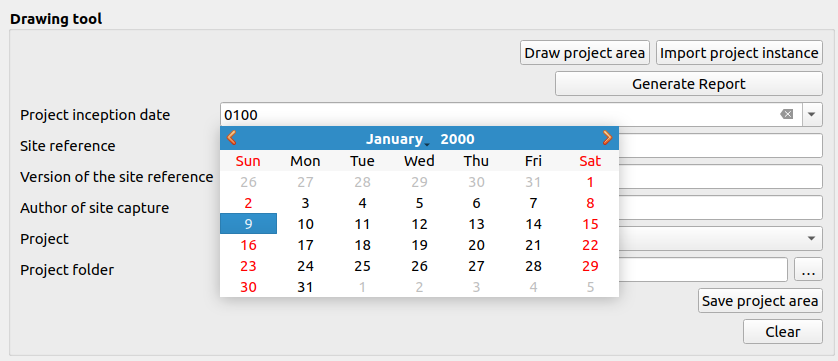 Drawing tool
Draw project area Import project instance
Generate Report
Project inception date 0100
January 2000
Site reference
Sun Mon Tue Wed Thu Fri Sat
Version of the site reference 26 27 28 29 30 31 1
2 3 4 5 6 7 8
Author of site capture
9 10 11 12 13 14 15
Project 16 17 18 19 20 21 22
Project folder 23 24 25 26 27 28 29 ...
30 31 1 2 3 4 5
Save project area
Clear